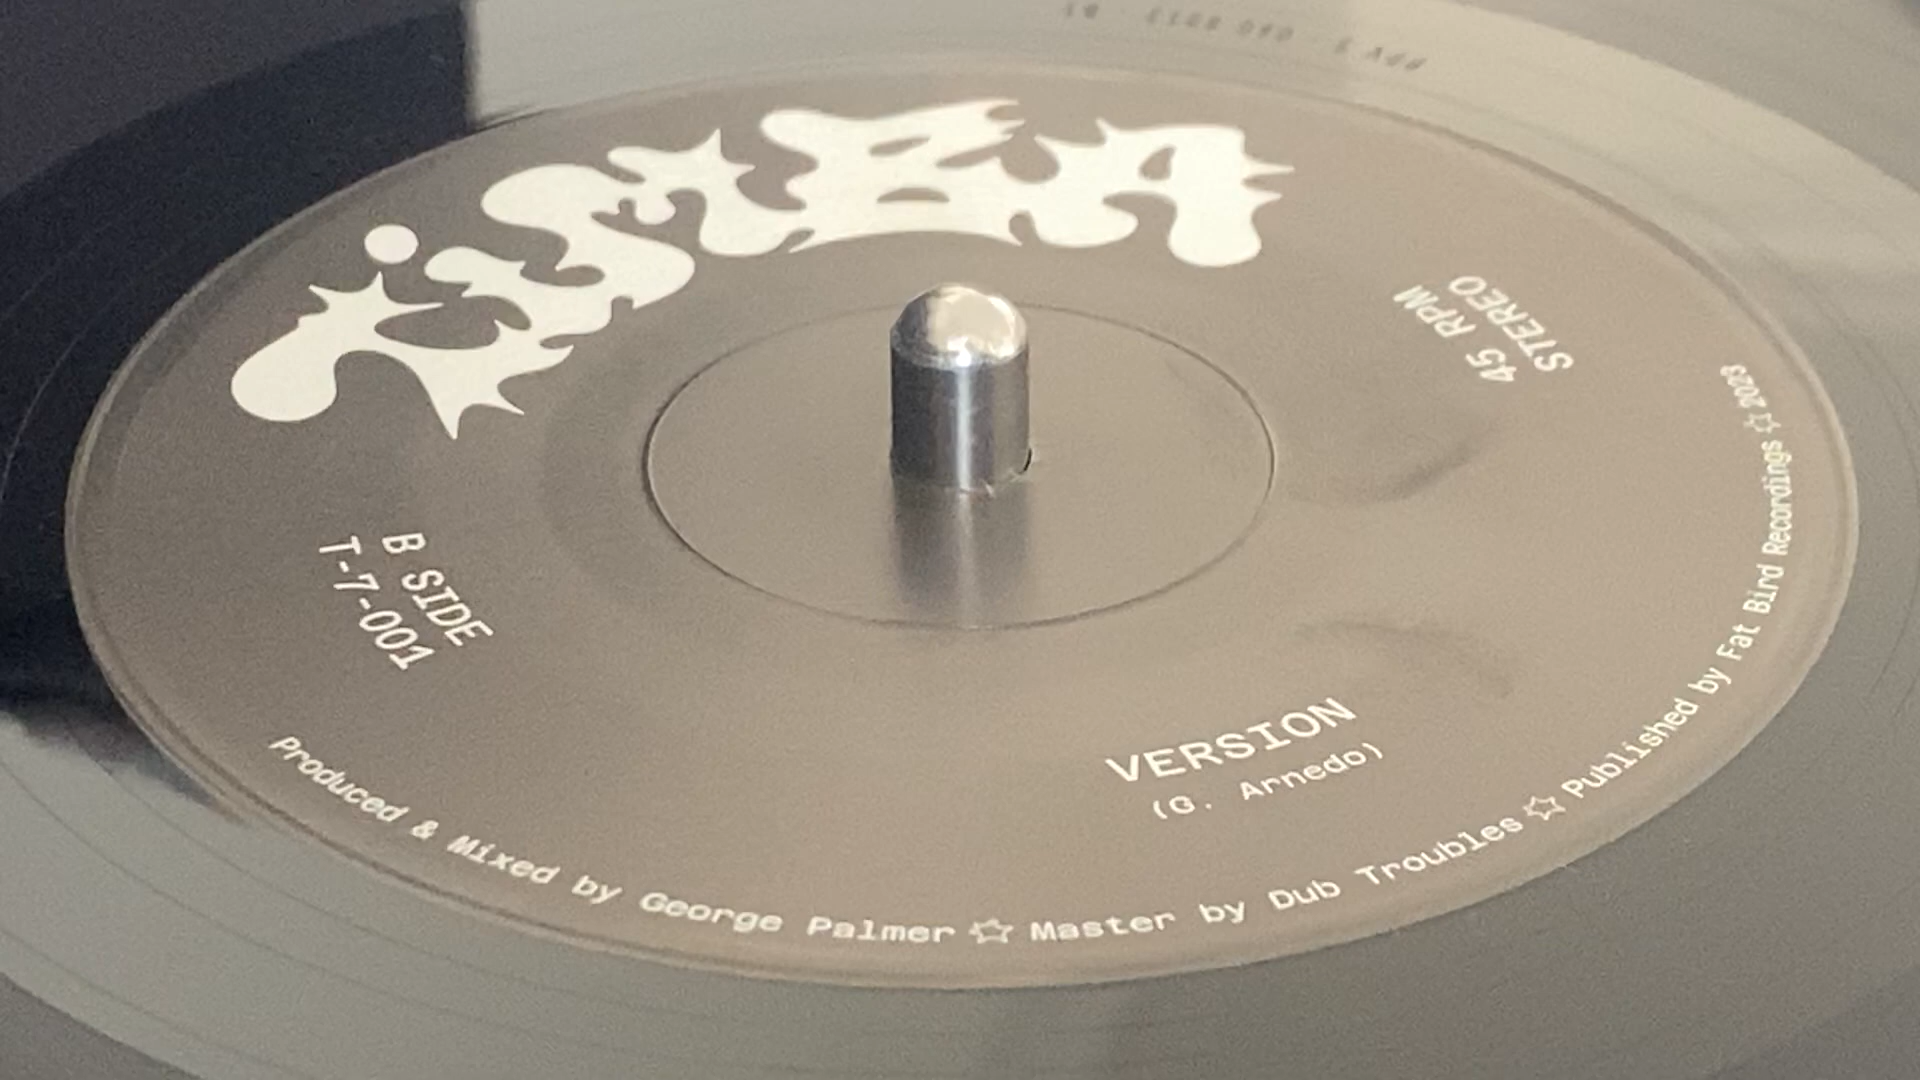 B SIDE
T-7-001
45 RPM
STEREO
VERSION
(G. Arnedo)
Produced & Mixed by George Palmer ☆ Master by Dub Troubles ☆ Published by Fat Bird Recordings ☆ 2023